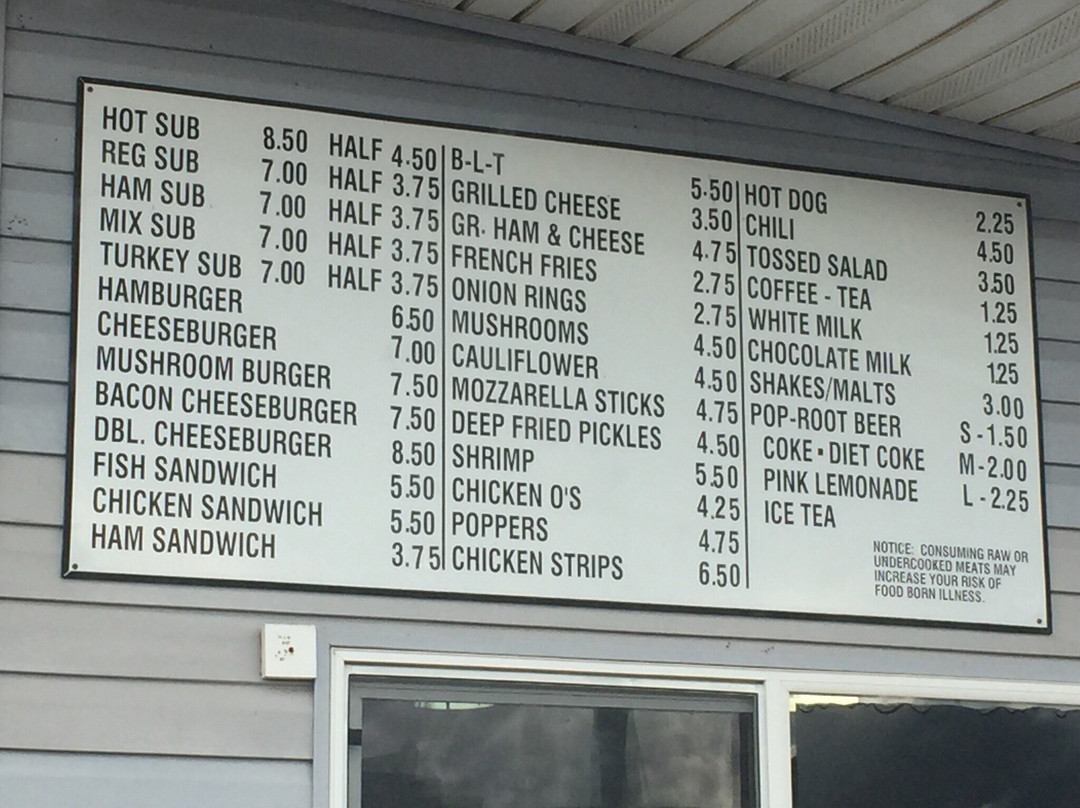 HOT SUB 8.50 HALF 4.50
REG SUB 7.00 HALF 3.75
HAM SUB 7.00 HALF 3.75
MIX SUB 7.00 HALF 3.75
TURKEY SUB 7.00 HALF 3.75
HAMBURGER 6.50
CHEESEBURGER 7.00
MUSHROOM BURGER 7.50
BACON CHEESEBURGER 7.50
DBL. CHEESEBURGER 8.50
FISH SANDWICH 5.50
CHICKEN SANDWICH 5.50
HAM SANDWICH 3.75
B-L-T 5.50
GRILLED CHEESE 3.50
GR. HAM & CHEESE 4.75
FRENCH FRIES 2.75
ONION RINGS 2.75
MUSHROOMS 4.50
CAULIFLOWER 4.50
MOZZARELLA STICKS 4.75
DEEP FRIED PICKLES 4.50
SHRIMP 5.50
CHICKEN O'S 4.25
POPPERS 4.75
CHICKEN STRIPS 6.50
HOT DOG 2.25
CHILI 4.50
TOSSED SALAD 3.50
COFFEE - TEA 1.25
WHITE MILK 1.25
CHOCOLATE MILK 1.25
SHAKES/MALTS 3.00
POP-ROOT BEER S - 1.50
COKE ▪ DIET COKE M - 2.00
PINK LEMONADE L - 2.25
ICE TEA
NOTICE: CONSUMING RAW OR
UNDERCOOKED MEATS MAY
INCREASE YOUR RISK OF
FOOD BORN ILLNESS.